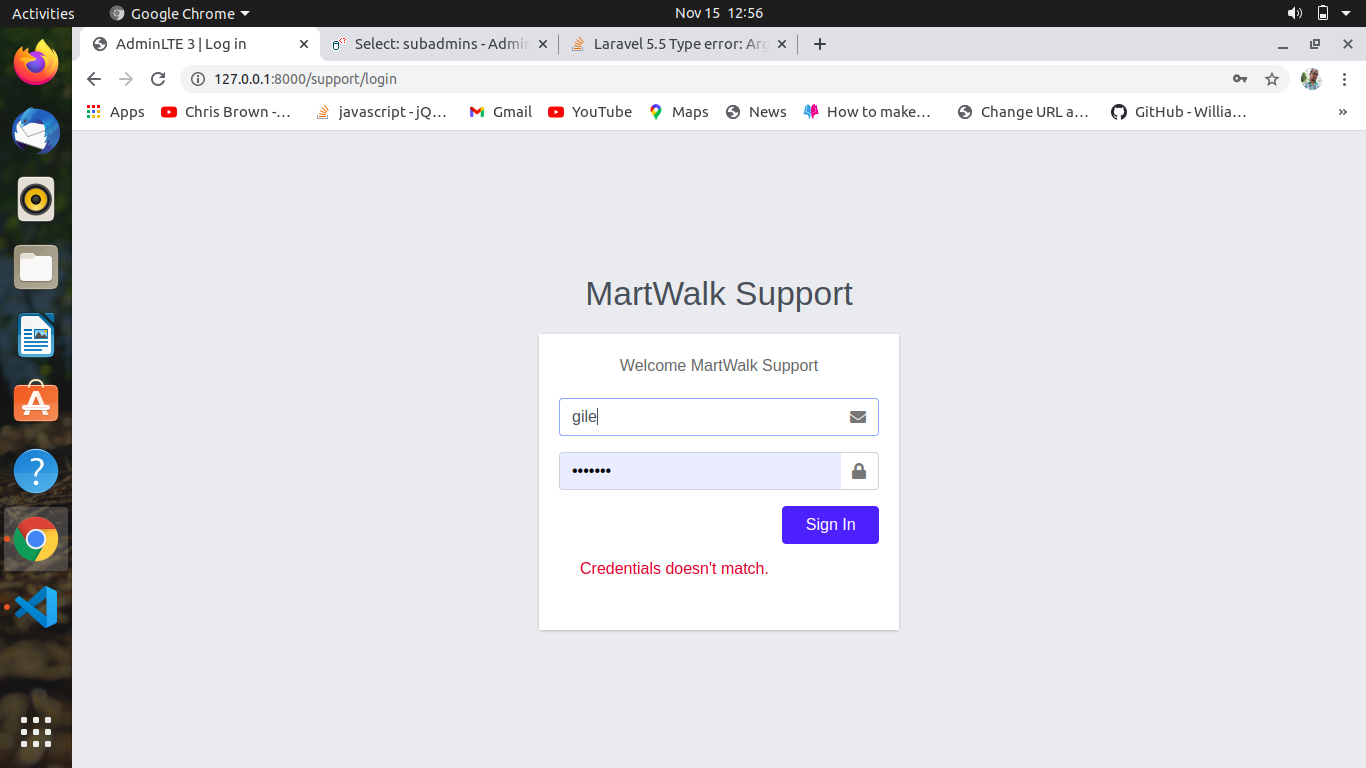 Activities Google Chrome Nov 15 12:56
AdminLTE 3 | Log in Select: subadmins - Admin Laravel 5.5 Type error: Arg
127.0.0.1:8000/support/login
Apps Chris Brown -... javascript - jQ... Gmail YouTube Maps News How to make... Change URL a... GitHub - Willia... »
MartWalk Support
Welcome MartWalk Support
gile
•••••••
Sign In
Credentials doesn't match.